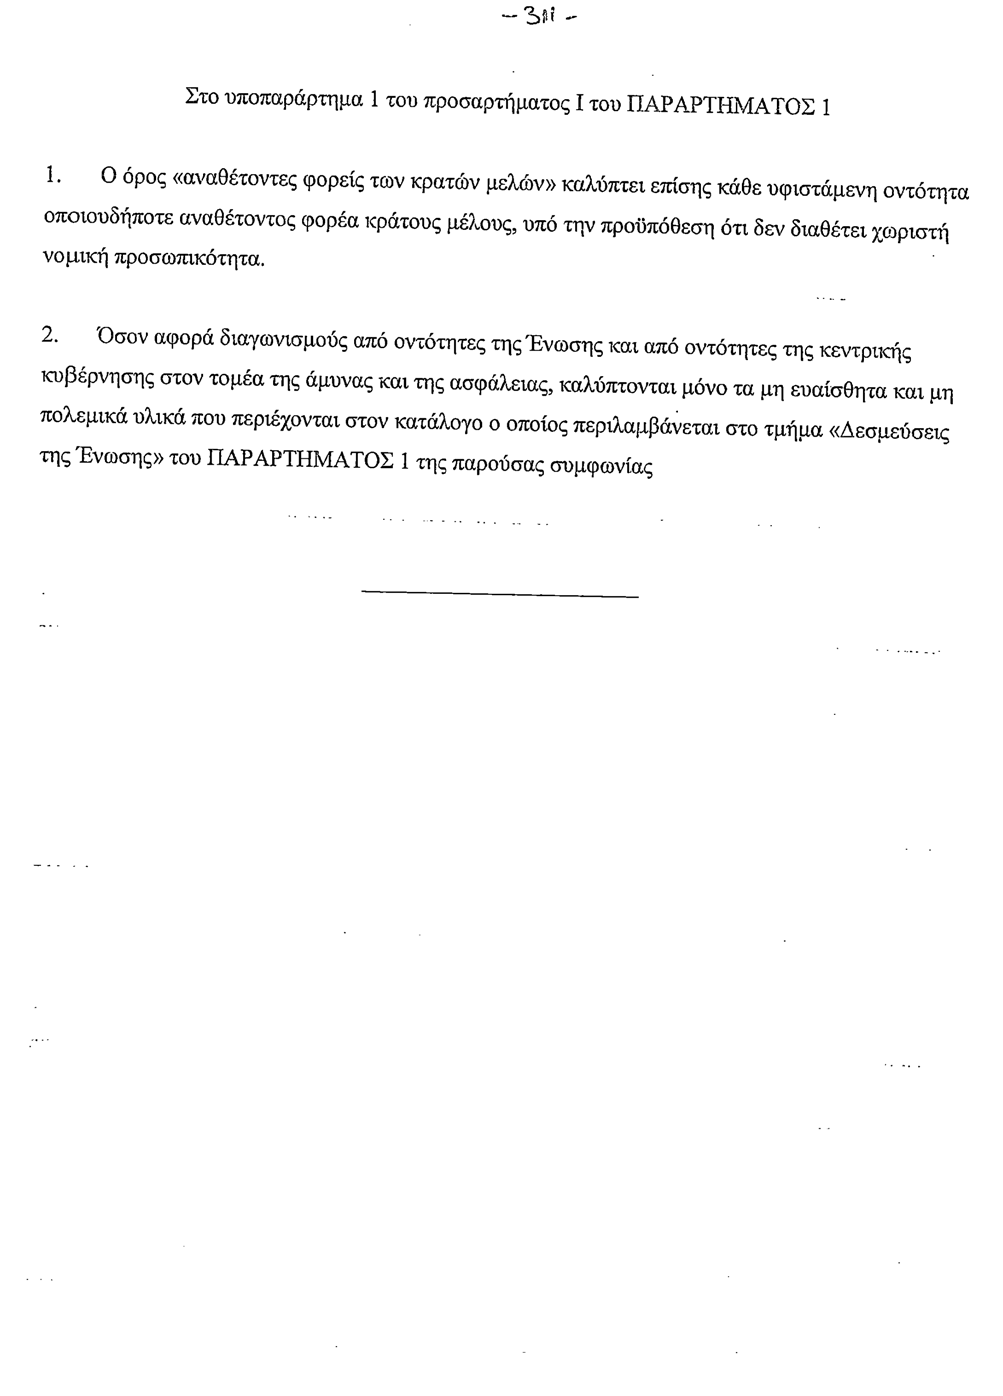 Στο υποπαράρτημα 1 του προσαρτήματος Ι του ΠΑΡΑΡΤΗΜΑΤΟΣ 1
1. Ο όρος «αναθέτοντες φορείς των κρατών μελών» καλύπτει επίσης κάθε υφιστάμενη οντότητα
οποιουδήποτε αναθέτοντος φορέα κράτους μέλους, υπό την προϋπόθεση ότι δεν διαθέτει χωριστή
νομική προσωπικότητα.
2. Όσον αφορά διαγωνισμούς από οντότητες της Ένωσης και από οντότητες της κεντρικής
κυβέρνησης στον τομέα της άμυνας και της ασφάλειας, καλύπτονται μόνο τα μη ευαίσθητα και μη
πολεμικά υλικά που περιέχονται στον κατάλογο ο οποίος περιλαμβάνεται στο τμήμα «Δεσμεύσεις
της Ένωσης» του ΠΑΡΑΡΤΗΜΑΤΟΣ 1 της παρούσας συμφωνίας